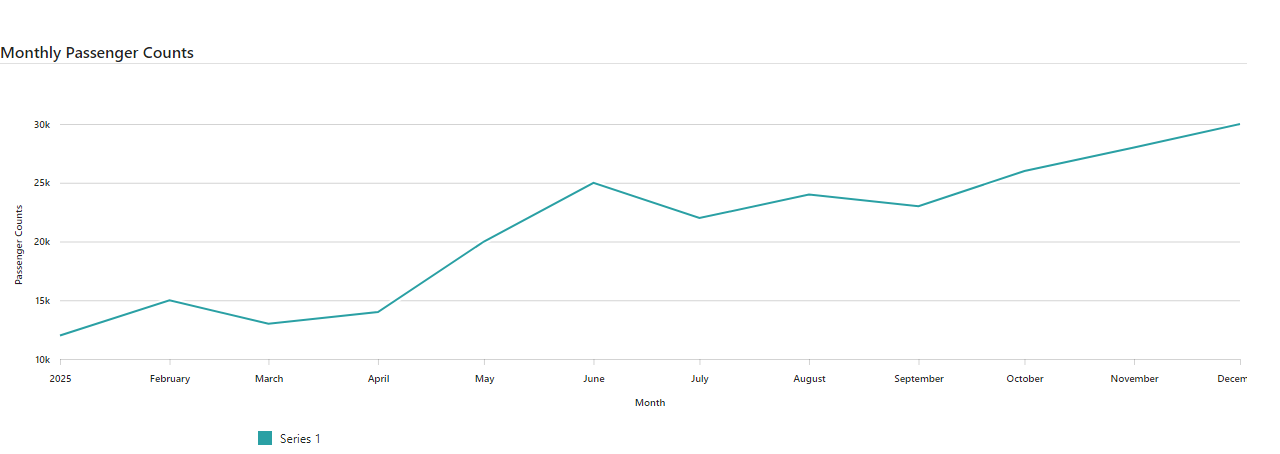 Monthly Passenger Counts
30k
25k
20k
15k
10k
Passenger Counts
2025 February March April May June July August September October November Decem
Month
Series 1